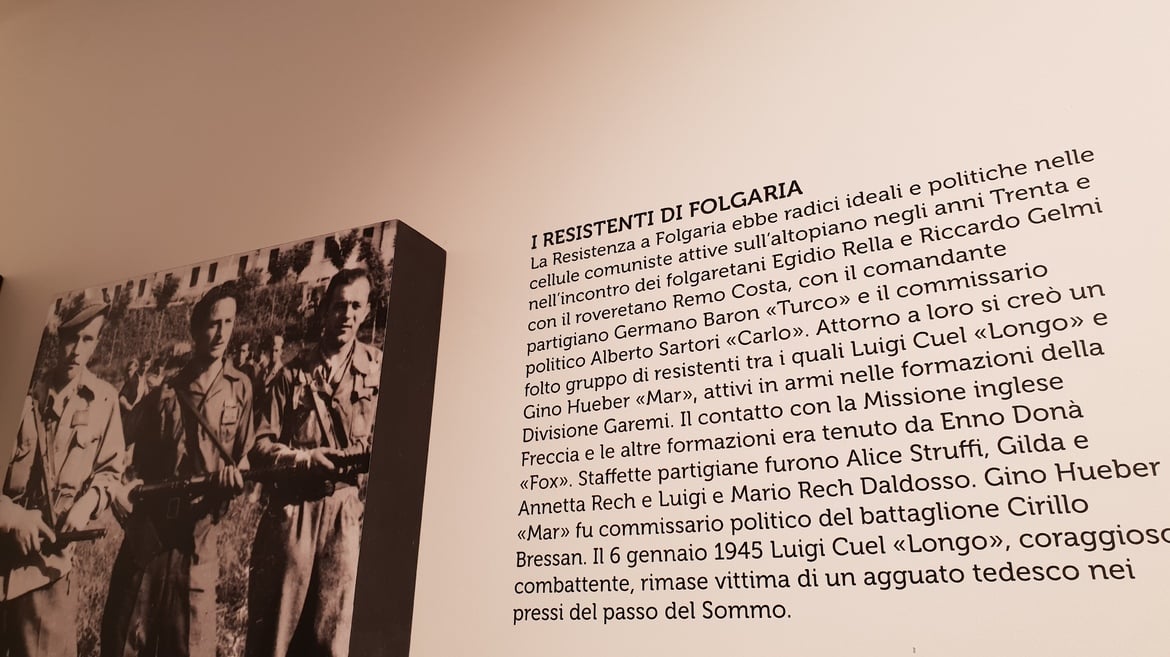 I RESISTENTI DI FOLGARIA
La Resistenza a Folgaria ebbe radici ideali e politiche nelle
cellule comuniste attive sull'altopiano negli anni Trenta e
nell'incontro dei folgaretani Egidio Rella e Riccardo Gelmi
con il roveretano Remo Costa, con il comandante
partigiano Germano Baron «Turco» e il commissario
politico Alberto Sartori «Carlo». Attorno a loro si creò un
folto gruppo di resistenti tra i quali Luigi Cuel «Longo» e
Gino Hueber «Mar», attivi in armi nelle formazioni della
Divisione Garemi. Il contatto con la Missione inglese
Freccia e le altre formazioni era tenuto da Enno Donà
«Fox». Staffette partigiane furono Alice Struffi, Gilda e
Annetta Rech e Luigi e Mario Rech Daldosso. Gino Hueber
«Mar» fu commissario politico del battaglione Cirillo
Bressan. Il 6 gennaio 1945 Luigi Cuel «Longo», coraggioso
combattente, rimase vittima di un agguato tedesco nei
pressi del passo del Sommo.